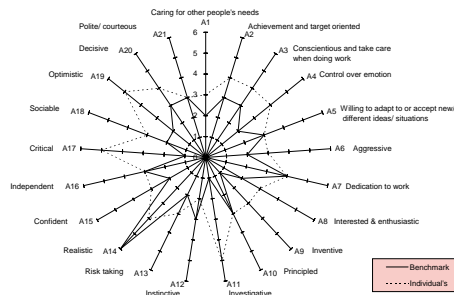 Caring for other people's needs
A1
Polite/ courteous
A21
Achievement and target oriented
A2
Decisive
A20
Conscientious and take care
when doing work
A3
Optimistic
A19
Control over emotion
A4
Sociable
A18
Willing to adapt to or accept new/
different ideas/ situations
A5
Critical
A17
Aggressive
A6
Independent
A16
Dedication to work
A7
Confident
A15
Interested & enthusiastic
A8
Realistic
A14
Inventive
A9
Risk taking
A13
Principled
A10
Instinctive
A12
Investigative
A11
6
5
4
3
2
1
0
Benchmark
Individual's